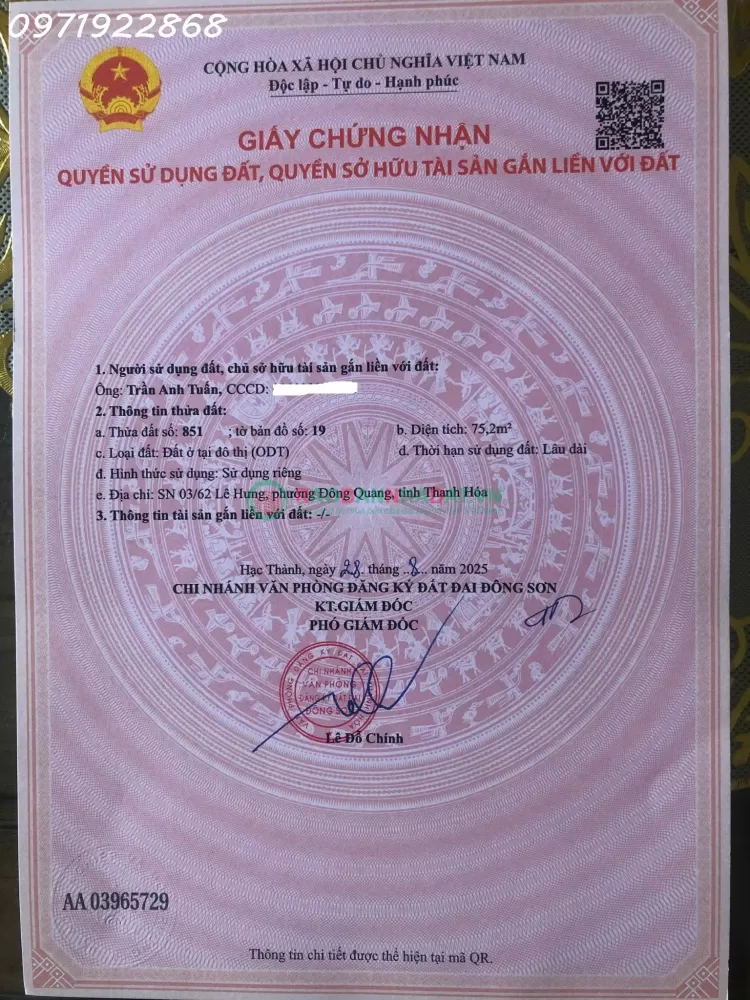 0971922868
CỘNG HÒA XÃ HỘI CHỦ NGHĨA VIỆT NAM
Độc lập - Tự do - Hạnh phúc
GIẤY CHỨNG NHẬN
QUYỀN SỬ DỤNG ĐẤT, QUYỀN SỞ HỮU TÀI SẢN GẮN LIỀN VỚI ĐẤT
1. Người sử dụng đất, chủ sở hữu tài sản gắn liền với đất:
Ông: Trần Anh Tuấn, CCCD:
2. Thông tin thửa đất:
a. Thửa đất số: 851 ; tờ bản đồ số: 19 b. Diện tích: 75,2m²
c. Loại đất: Đất ở tại đô thị (ODT) d. Thời hạn sử dụng đất: Lâu dài
đ. Hình thức sử dụng: Sử dụng riêng
e. Địa chỉ: SN 03/62 Lê Hưng, phường Đông Quang, tỉnh Thanh Hóa
3. Thông tin tài sản gắn liền với đất: -/-
Hạc Thành, ngày 28. tháng ..8... năm 2025
CHI NHÁNH VĂN PHÒNG ĐĂNG KÝ ĐẤT ĐAI ĐÔNG SƠN
KT.GIÁM ĐỐC
PHÓ GIÁM ĐỐC
CHI NHÁNH
VĂN PHÒNG
Lê Đỗ Chính
AA 03965729
Thông tin chi tiết được thể hiện tại mã QR.